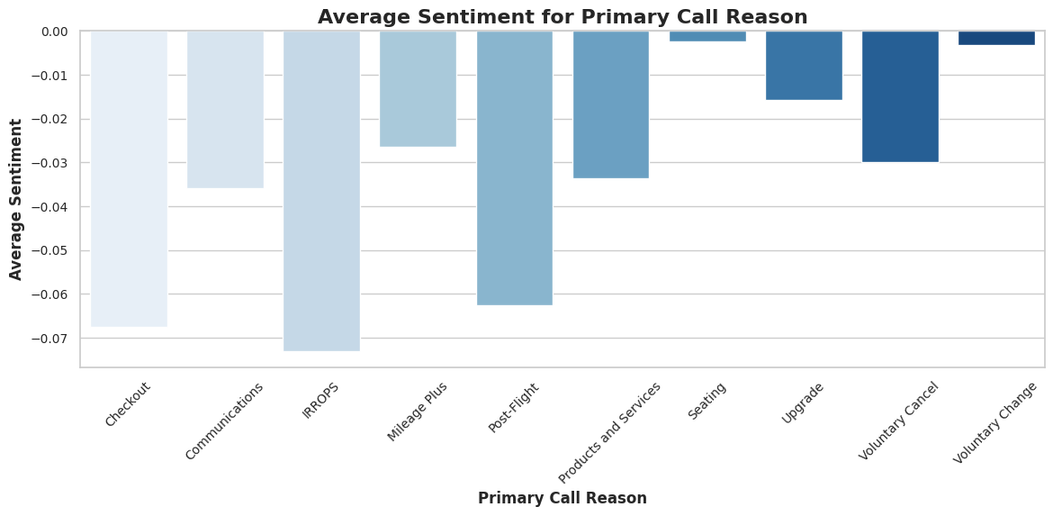 Average Sentiment for Primary Call Reason
Average Sentiment
0.00
−0.01
−0.02
−0.03
−0.04
−0.05
−0.06
−0.07
Checkout
Communications
IRROPS
Mileage Plus
Post-Flight
Products and Services
Seating
Upgrade
Voluntary Cancel
Voluntary Change
Primary Call Reason